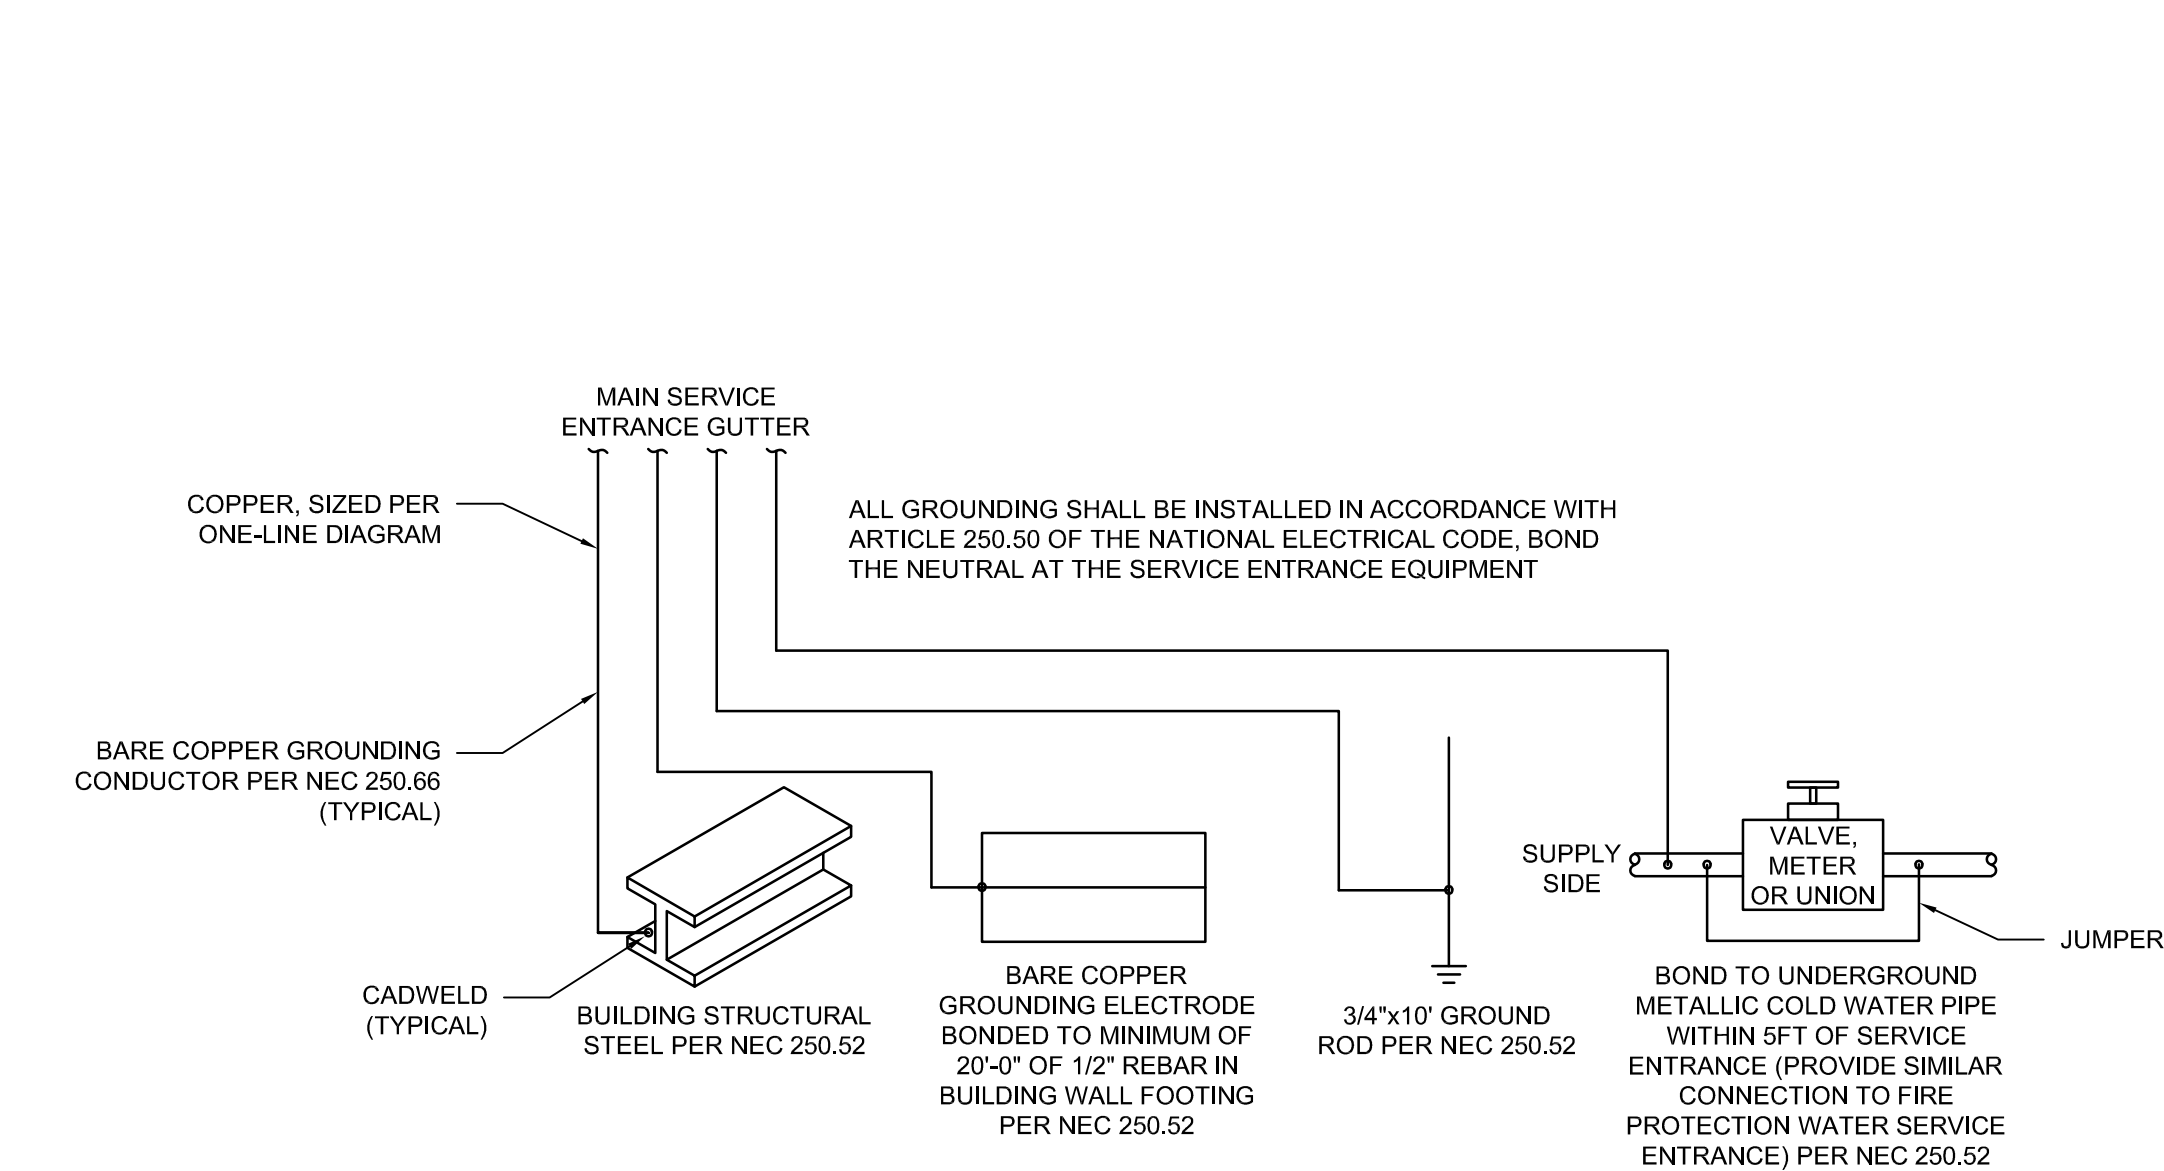 MAIN SERVICE
ENTRANCE GUTTER
COPPER, SIZED PER
ONE-LINE DIAGRAM
ALL GROUNDING SHALL BE INSTALLED IN ACCORDANCE WITH
ARTICLE 250.50 OF THE NATIONAL ELECTRICAL CODE, BOND
THE NEUTRAL AT THE SERVICE ENTRANCE EQUIPMENT
BARE COPPER GROUNDING
CONDUCTOR PER NEC 250.66
(TYPICAL)
CADWELD
(TYPICAL)
BUILDING STRUCTURAL
STEEL PER NEC 250.52
BARE COPPER
GROUNDING ELECTRODE
BONDED TO MINIMUM OF
20'-0" OF 1/2" REBAR IN
BUILDING WALL FOOTING
PER NEC 250.52
3/4"x10' GROUND
ROD PER NEC 250.52
SUPPLY
SIDE
VALVE,
METER
OR UNION
JUMPER
BOND TO UNDERGROUND
METALLIC COLD WATER PIPE
WITHIN 5FT OF SERVICE
ENTRANCE (PROVIDE SIMILAR
CONNECTION TO FIRE
PROTECTION WATER SERVICE
ENTRANCE) PER NEC 250.52